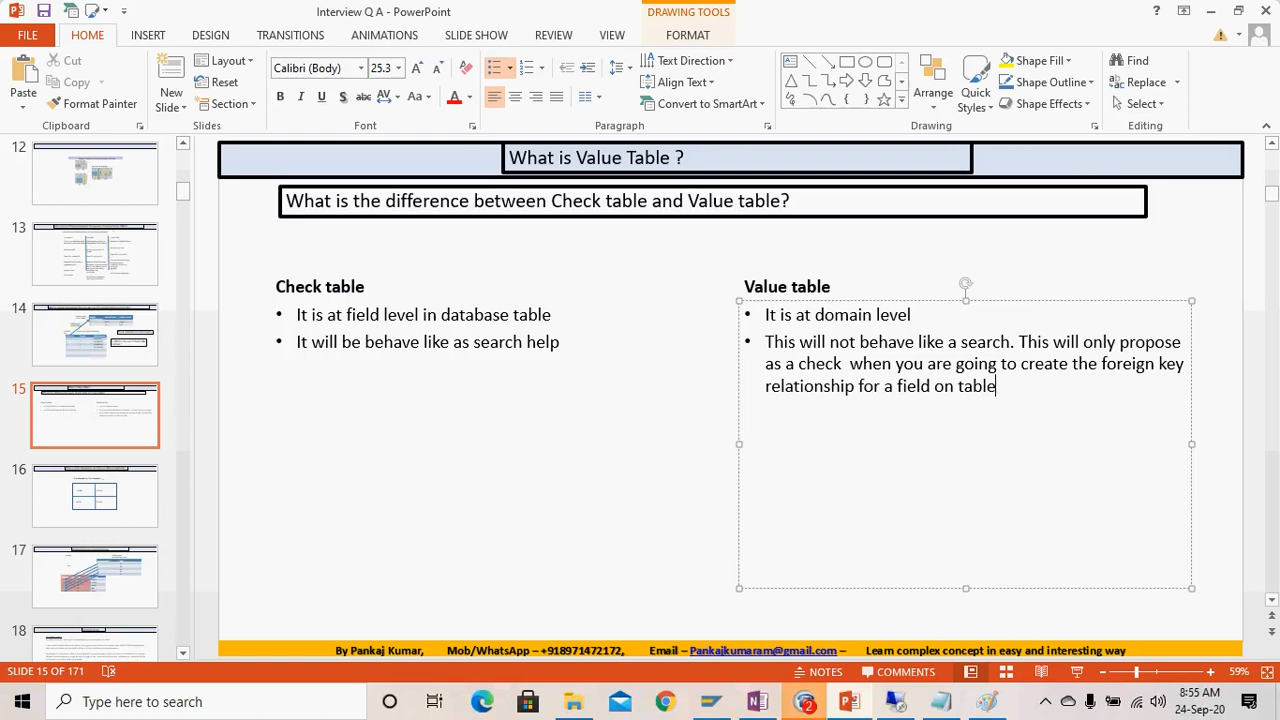 Interview Q A - PowerPoint
DRAWING TOOLS
FILE HOME INSERT DESIGN TRANSITIONS ANIMATIONS SLIDE SHOW REVIEW VIEW FORMAT
Paste
Cut
Copy
Format Painter
Clipboard
New Slide
Layout
Reset
Section
Slides
Calibri (Body) 25.3
Font
Paragraph
Text Direction
Align Text
Convert to SmartArt
Arrange
Quick Styles
Shape Fill
Shape Outline
Shape Effects
Drawing
Find
Replace
Select
Editing
12
13
14
15
16
17
18
What is Value Table ?
What is the difference between Check table and Value table?
Check table
• It is at field level in database table
• It will be behave like as search help
Value table
• It is at domain level
• This will not behave like a search. This will only propose
as a check when you are going to create the foreign key
relationship for a field on table
By Pankaj Kumar, Mob/WhatsApp – +918971472172, Email – Pankajkumaram@gmail.com – Learn complex concept in easy and interesting way
SLIDE 15 OF 171 NOTES COMMENTS 59%
Type here to search
8:55 AM
24-Sep-20